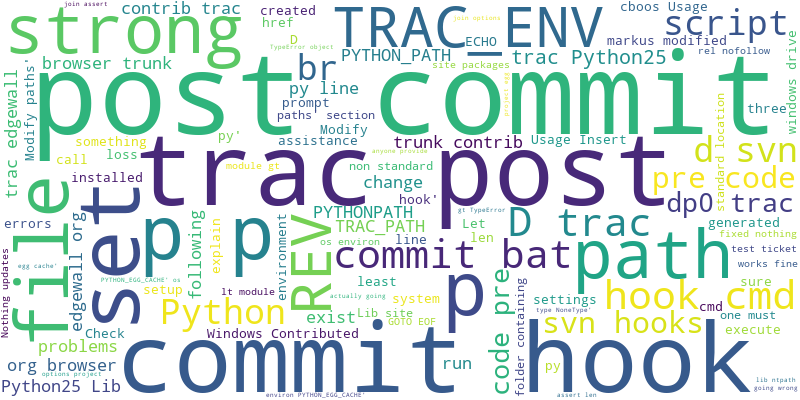 join assert
contrib trac
created
href
D
TypeError object
strong
TRAC_ENV
join options
cboos Usage
script
ECHO
markus modified
rel nofollow
PYTHON_PATH
trac Python25
site packages
browser trunk
br
py line
prompt
paths' section
Modify
assistance
post commit
windows drive
three
trac edgewall
Modify paths'
file
something
call
loss
py'
installed
module gt
trac post
anyone provide
non standard
change
hook'
trunk contrib
Usage Insert
d svn
pre code
standard location
dp0 trac
errors
set
p p
following
explain
environment
REV
PYTHONPATH
TRAC_PATH
os environ
line
gt TypeError
Let
len
D trac
path
generated
fixed nothing
test ticket
works fine
edgewall org
Nothing updates
egg cache'
PYTHON_EGG_CACHE' os
setup
Python
lt module
exist
commit bat
least
actually going
system
Lib site
GOTO EOF
p
settings
type NoneType'
hook cmd
sure
cmd
one must
execute
Check
problems
Windows Contributed
svn hooks
code pre
folder containing
org browser
options project
Python25 Lib
commit
run
environ PYTHON_EGG_CACHE'
py
hook
assert len
lib ntpath
going wrong